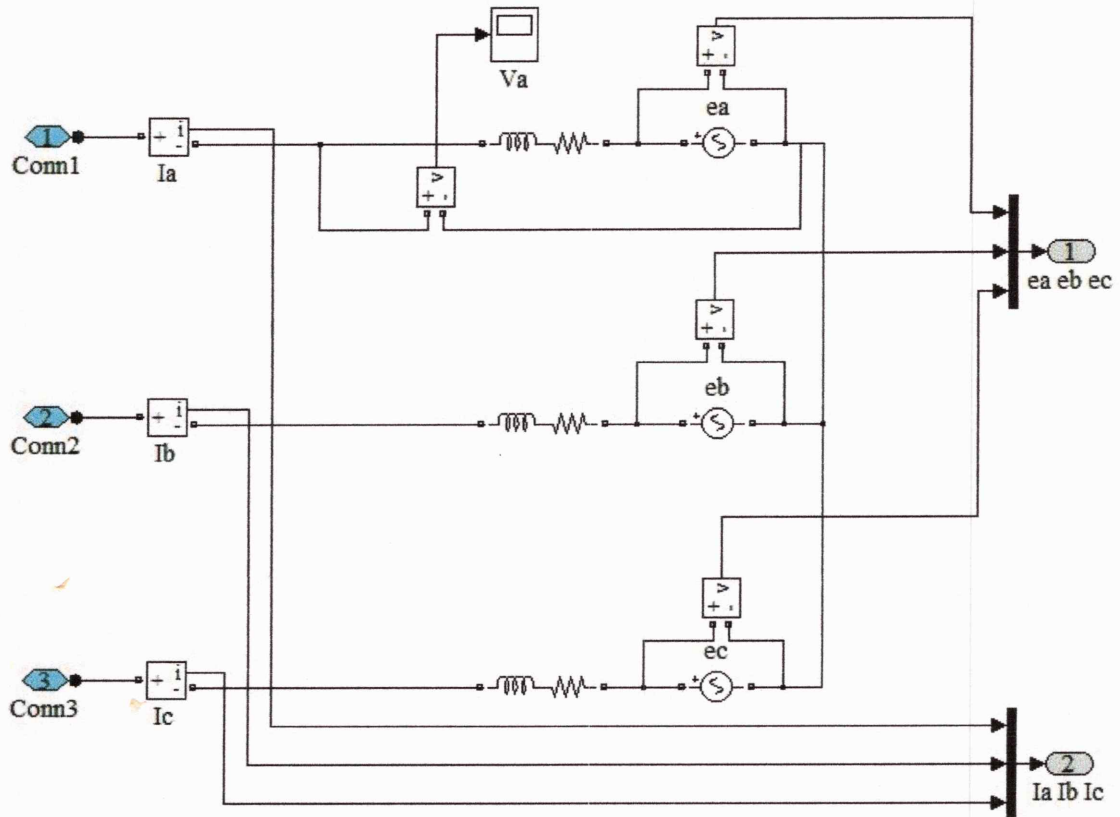 v
+ -
Va
ea
1
+ i
-
+
Conn1
Ia
v
+ -
1
ea eb ec
v
+ -
eb
2
+ i
-
+
Conn2
Ib
v
+ -
ec
3
+ i
-
+
Conn3
Ic
2
Ia Ib Ic